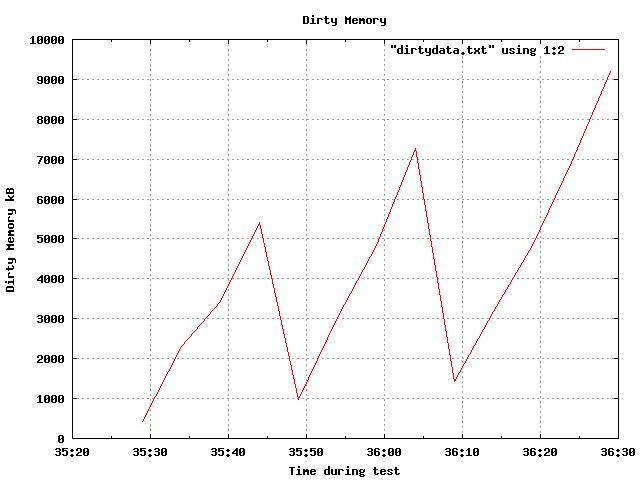 Dirty Memory
"dirtydata.txt" using 1:2
10000
9000
8000
7000
6000
5000
4000
3000
2000
1000
0
Dirty Memory kB
35:20 35:30 35:40 35:50 36:00 36:10 36:20 36:30
Time during test